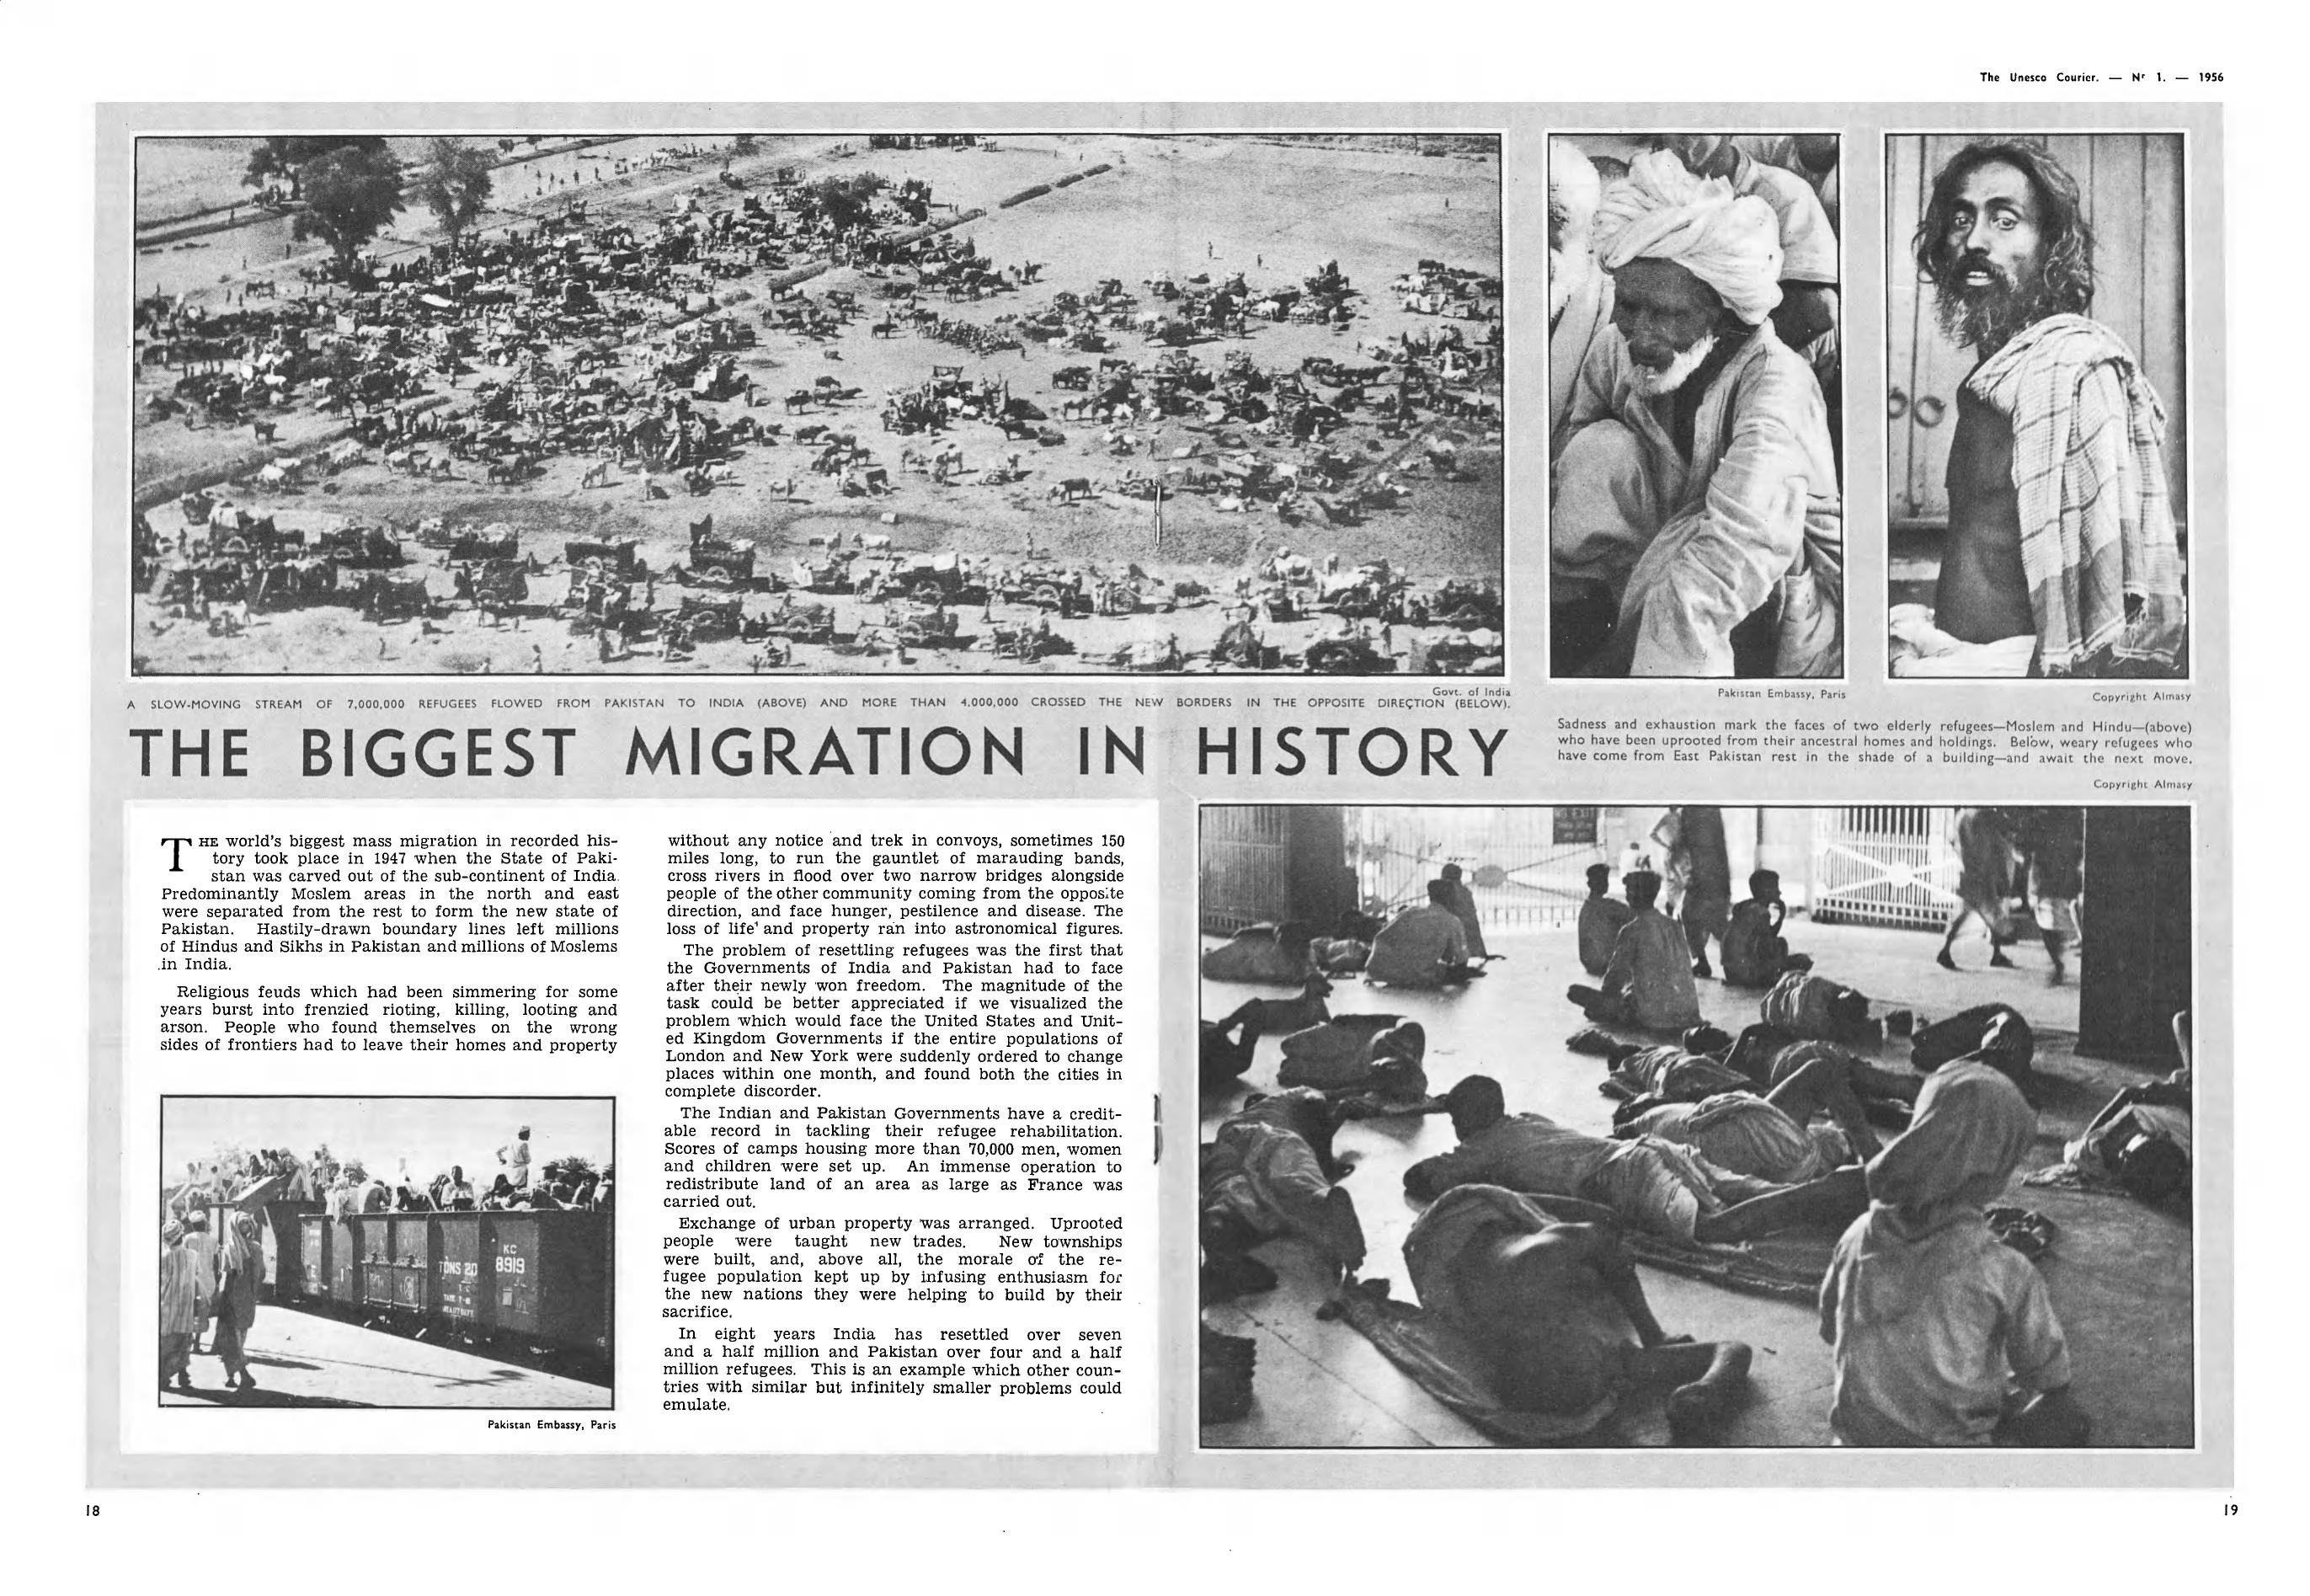 The Unesco Courier. — Nr 1. — 1956
Govt. of India
A SLOW-MOVING STREAM OF 7,000,000 REFUGEES FLOWED FROM PAKISTAN TO INDIA (ABOVE) AND MORE THAN 4.000,000 CROSSED THE NEW BORDERS IN THE OPPOSITE DIREÇTION (BELOW).
Pakistan Embassy, Paris
Copyright Almasy
THE BIGGEST MIGRATION IN HISTORY
Sadness and exhaustion mark the faces of two elderly refugees—Moslem and Hindu—(above)
who have been uprooted from their ancestral homes and holdings. Below, weary refugees who
have come from East Pakistan rest in the shade of a building—and await the next move.
Copyright Almasy
THE world's biggest mass migration in recorded his-
tory took place in 1947 when the State of Paki-
stan was carved out of the sub-continent of India.
Predominantly Moslem areas in the north and east
were separated from the rest to form the new state of
Pakistan. Hastily-drawn boundary lines left millions
of Hindus and Sikhs in Pakistan and millions of Moslems
in India.
Religious feuds which had been simmering for some
years burst into frenzied rioting, killing, looting and
arson. People who found themselves on the wrong
sides of frontiers had to leave their homes and property
TONS 20
KC
8919
Pakistan Embassy, Paris
without any notice and trek in convoys, sometimes 150
miles long, to run the gauntlet of marauding bands,
cross rivers in flood over two narrow bridges alongside
people of the other community coming from the opposite
direction, and face hunger, pestilence and disease. The
loss of life and property ran into astronomical figures.
The problem of resettling refugees was the first that
the Governments of India and Pakistan had to face
after their newly won freedom. The magnitude of the
task could be better appreciated if we visualized the
problem which would face the United States and Unit-
ed Kingdom Governments if the entire populations of
London and New York were suddenly ordered to change
places within one month, and found both the cities in
complete discorder.
The Indian and Pakistan Governments have a credit-
able record in tackling their refugee rehabilitation.
Scores of camps housing more than 70,000 men, women
and children were set up. An immense operation to
redistribute land of an area as large as France was
carried out.
Exchange of urban property was arranged. Uprooted
people were taught new trades. New townships
were built, and, above all, the morale of the re-
fugee population kept up by infusing enthusiasm for
the new nations they were helping to build by their
sacrifice.
In eight years India has resettled over seven
and a half million and Pakistan over four and a half
million refugees. This is an example which other coun-
tries with similar but infinitely smaller problems could
emulate.
18
19